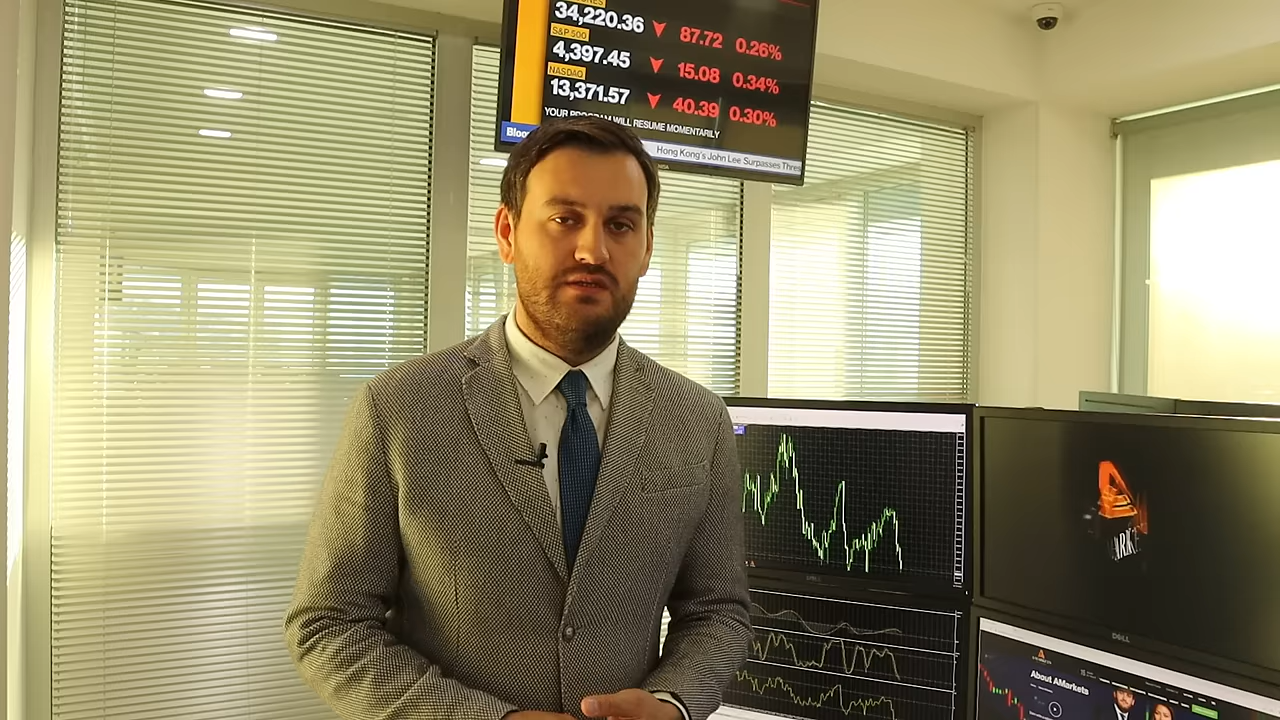 34,220.36 87.72 0.26%
S&P 500
4,397.45 15.08 0.34%
NASDAQ
13,371.57 40.39 0.30%
YOUR PROGRAM WILL RESUME MOMENTARILY
Hong Kong's John Lee Surpasses
DELL
About AMarkets